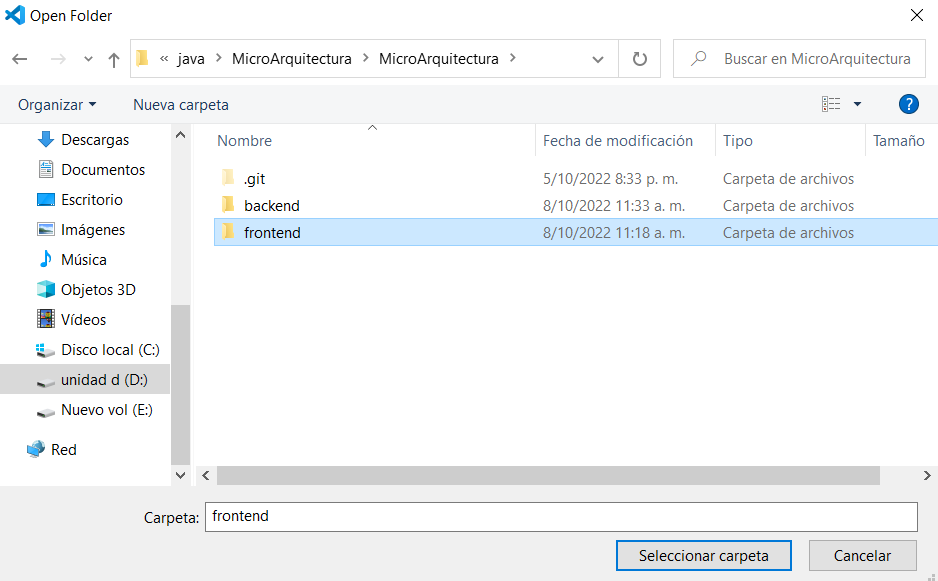 Open Folder
« java > MicroArquitectura > MicroArquitectura >
Buscar en MicroArquitectura
Organizar
Nueva carpeta
?
Descargas
Documentos
Escritorio
Imágenes
Música
Objetos 3D
Vídeos
Disco local (C:)
unidad d (D:)
Nuevo vol (E:)
Red
Nombre Fecha de modificación Tipo Tamaño
.git 5/10/2022 8:33 p. m. Carpeta de archivos
backend 8/10/2022 11:33 a. m. Carpeta de archivos
frontend 8/10/2022 11:18 a. m. Carpeta de archivos
Carpeta: frontend
Seleccionar carpeta Cancelar